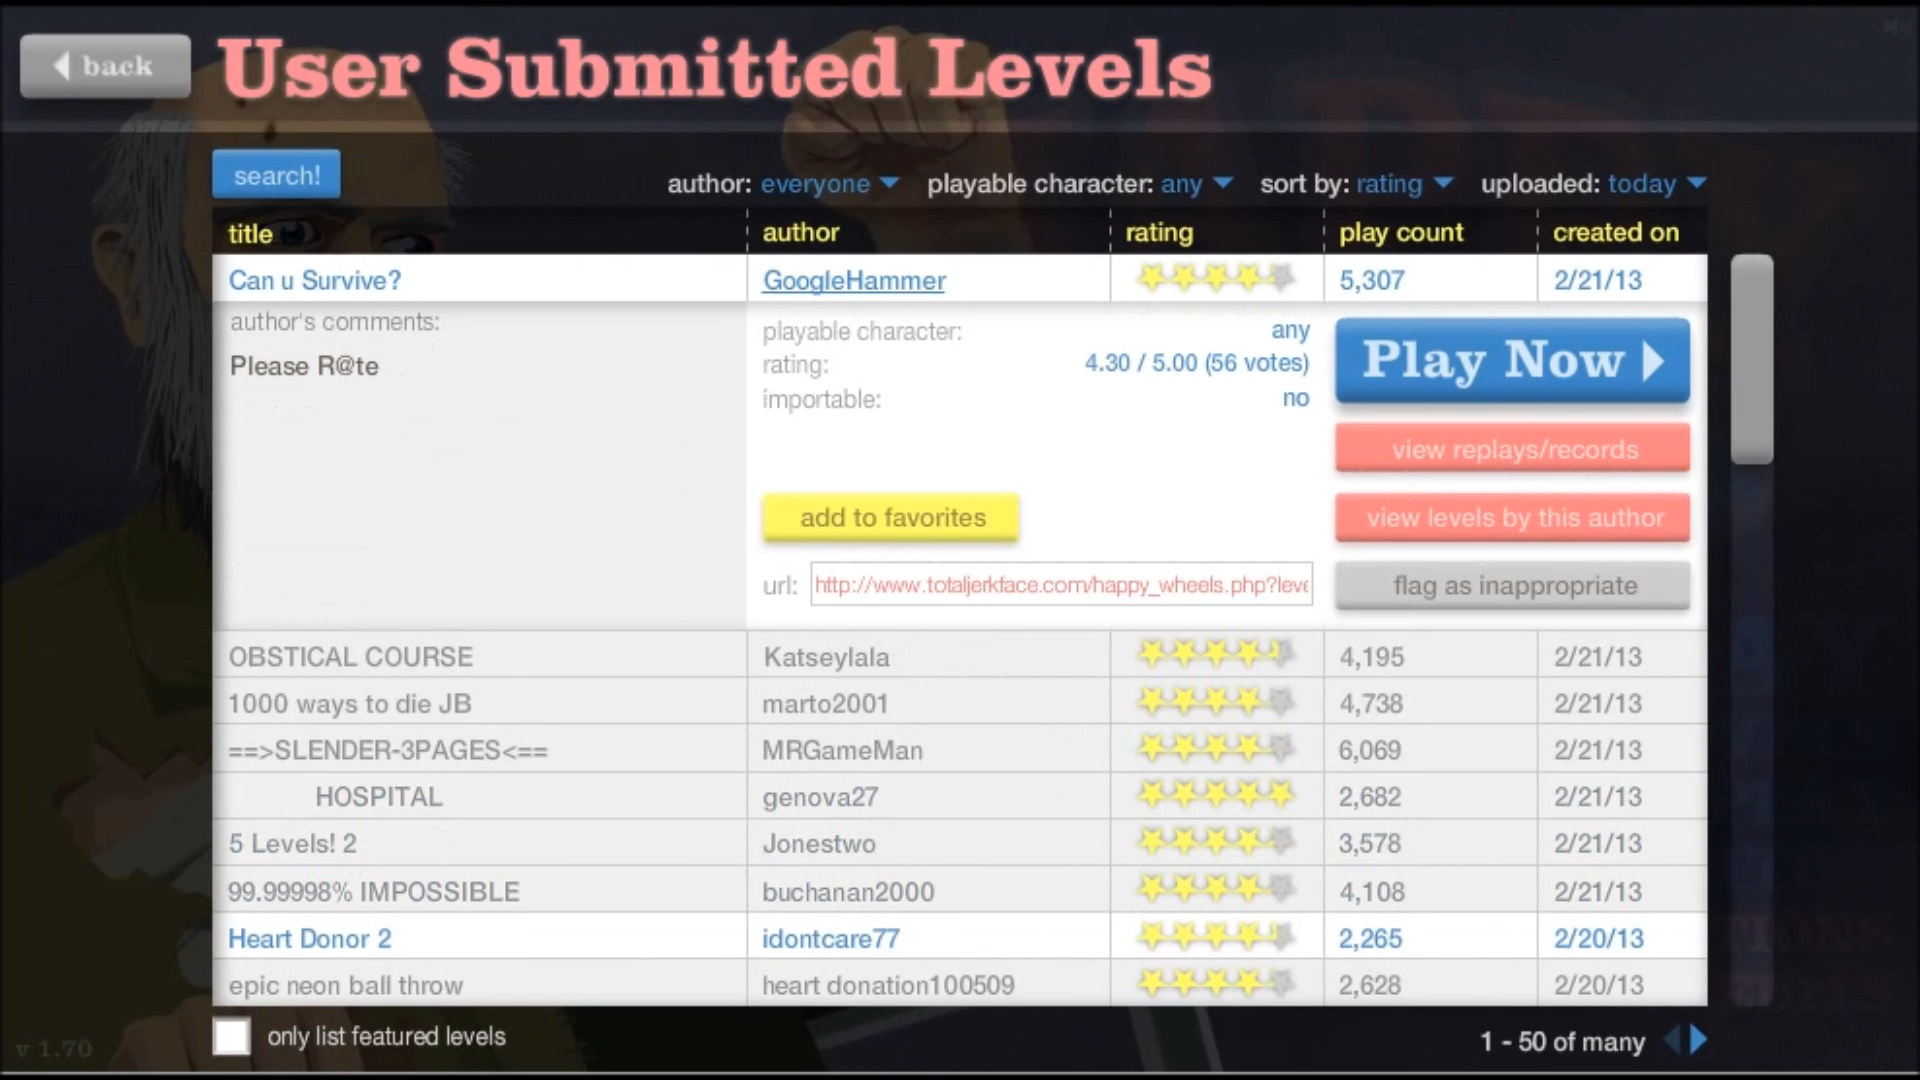 back
User Submitted Levels
search!
author: everyone
playable character: any
sort by: rating
uploaded: today
title
author
rating
play count
created on
Can u Survive?
GoogleHammer
5,307
2/21/13
author's comments:
Please R@te
playable character:
any
rating:
4.30 / 5.00 (56 votes)
importable:
no
Play Now
view replays/records
add to favorites
view levels by this author
url:
http://www.totaljerkface.com/happy_wheels.php?leve
flag as inappropriate
OBSTICAL COURSE
Katseylala
4,195
2/21/13
1000 ways to die JB
marto2001
4,738
2/21/13
==>SLENDER-3PAGES<==
MRGameMan
6,069
2/21/13
HOSPITAL
genova27
2,682
2/21/13
5 Levels! 2
Jonestwo
3,578
2/21/13
99.99998% IMPOSSIBLE
buchanan2000
4,108
2/21/13
Heart Donor 2
idontcare77
2,265
2/20/13
epic neon ball throw
heart donation100509
2,628
2/20/13
only list featured levels
1 - 50 of many
v 1.70